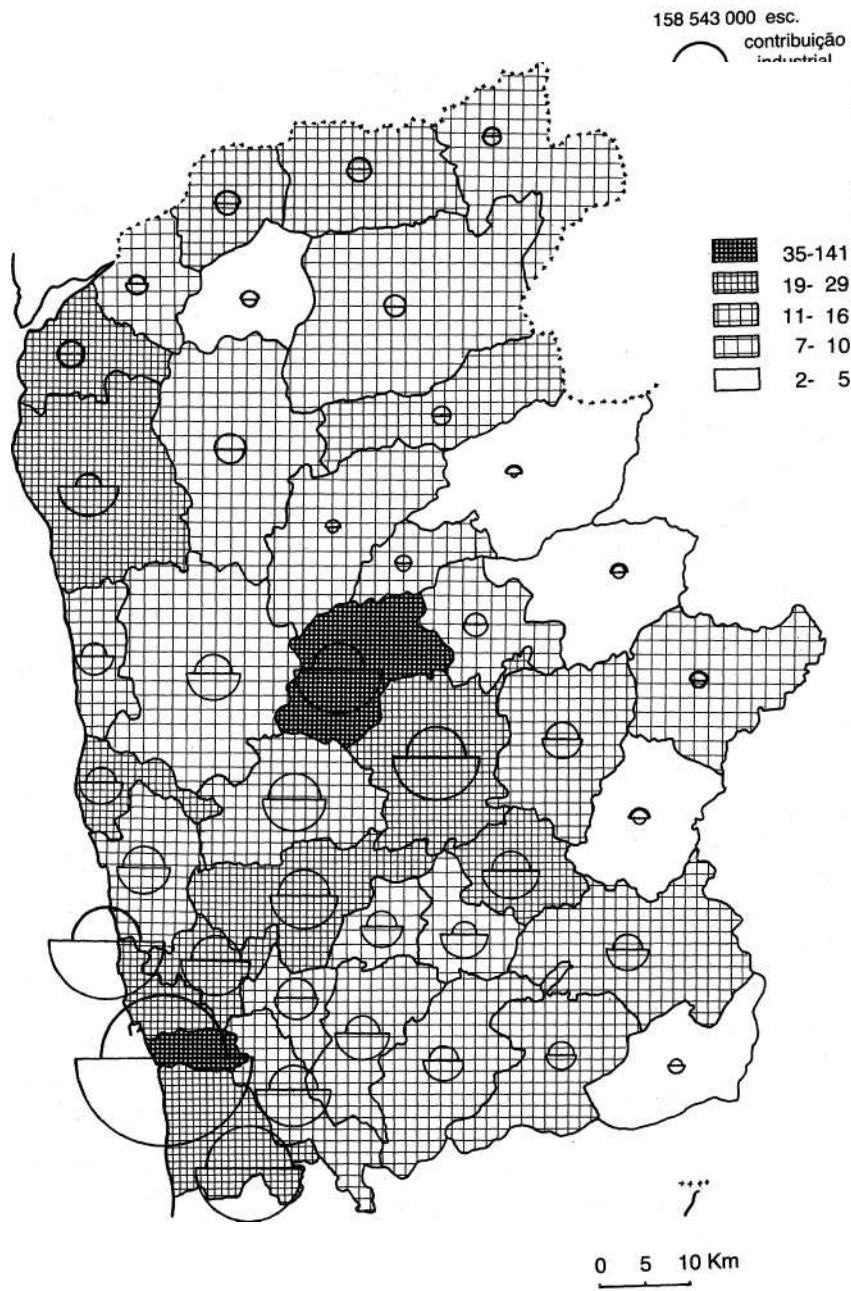 158 543 000 esc.
contribuição
industrial
35-141
19- 29
11- 16
7- 10
2- 5
0 5 10 Km